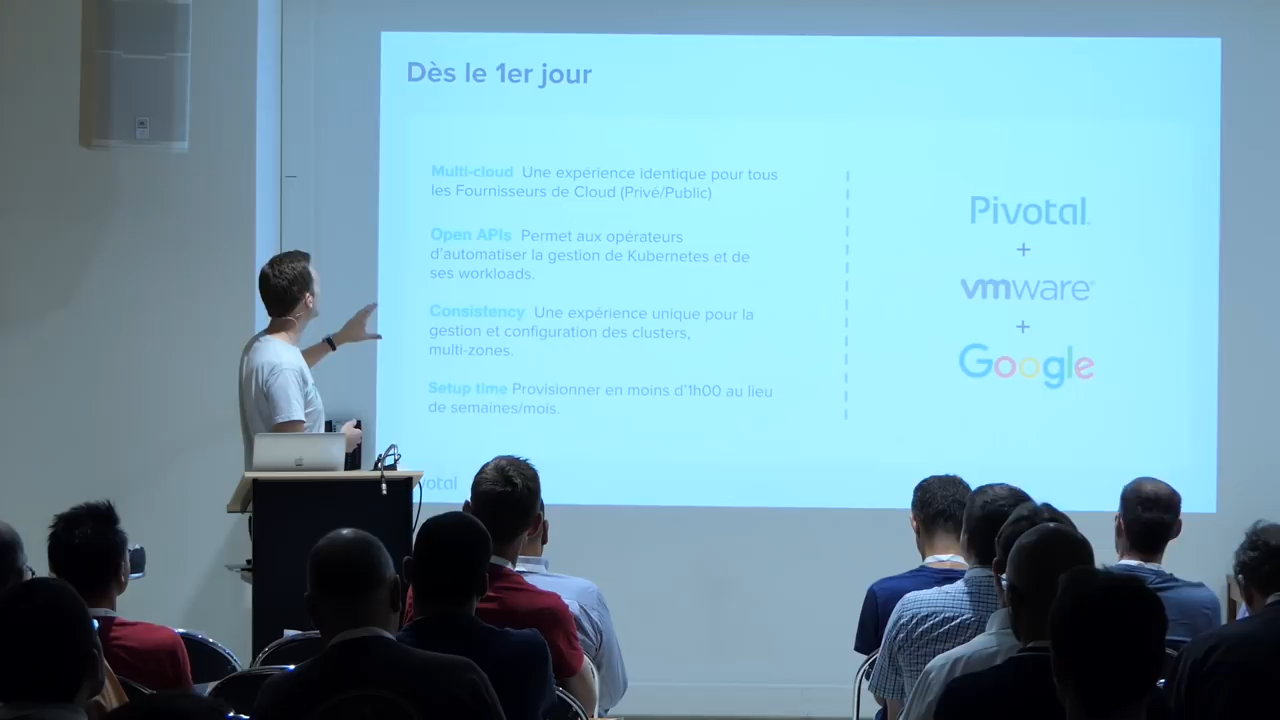 Dès le 1er jour
Multi-cloud Une expérience identique pour tous
les Fournisseurs de Cloud (Privé/Public)
Open APIs Permet aux opérateurs
d'automatiser la gestion de Kubernetes et de
ses workloads.
Consistency Une expérience unique pour la
gestion et configuration des clusters,
multi-zones.
Setup time Provisionner en moins d'1h00 au lieu
de semaines/mois.
Pivotal
+
vmware
+
Google
votal